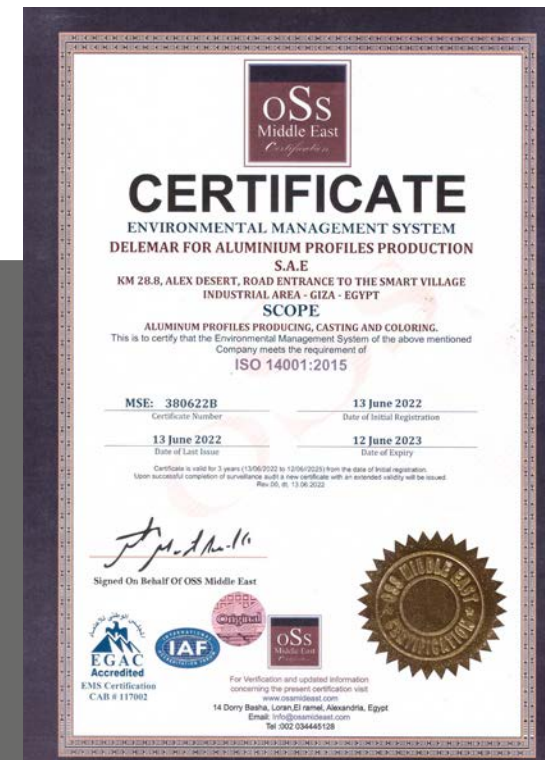 oSs
Middle East
Certification
CERTIFICATE
ENVIRONMENTAL MANAGEMENT SYSTEM
DELEMAR FOR ALUMINIUM PROFILES PRODUCTION
S.A.E
KM 28.8, ALEX DESERT, ROAD ENTRANCE TO THE SMART VILLAGE
INDUSTRIAL AREA - GIZA - EGYPT
SCOPE
ALUMINUM PROFILES PRODUCING, CASTING AND COLORING.
This is to certify that the Environmental Management System of the above mentioned
Company meets the requirement of
ISO 14001:2015
MSE: 380622B
Certificate Number
13 June 2022
Date of Initial Registration
13 June 2022
Date of Last Issue
12 June 2023
Date of Expiry
Certificate is valid for 3 years (13/06/2022 to 12/06/2025) from the date of Initial registration.
Upon successful completion of surveillance audit a new certificate with an extended validity will be issued.
Rev.00, dt, 13.06.2022
Signed On Behalf Of OSS Middle East
EGAC
Accredited
EMS Certification
CAB # 117002
Original
IAF
oSs
Middle East
OSS MIDDLE EAST
CERTIFICATION
For Verification and updated Information
concerning the present certification visit
www.ossmideast.com
14 Dorry Basha, Loran,El ramel, Alexandria, Egypt
Email: Info@ossmideast.com
Tel :002 034445128